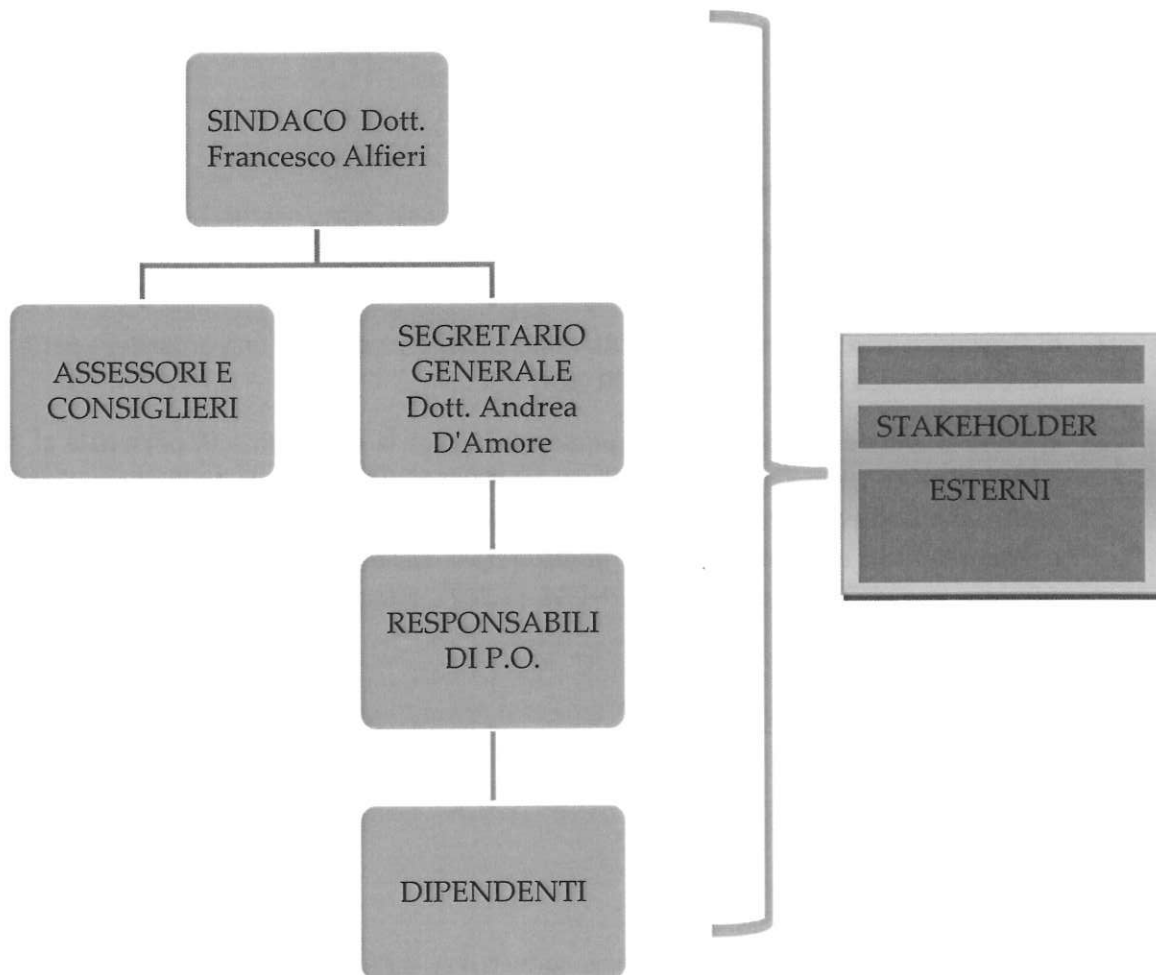 SINDACO Dott.
Francesco Alfieri
ASSESSORI E
CONSIGLIERI
SEGRETARIO
GENERALE
Dott. Andrea
D'Amore
RESPONSABILI
DI P.O.
DIPENDENTI
STAKEHOLDER
ESTERNI